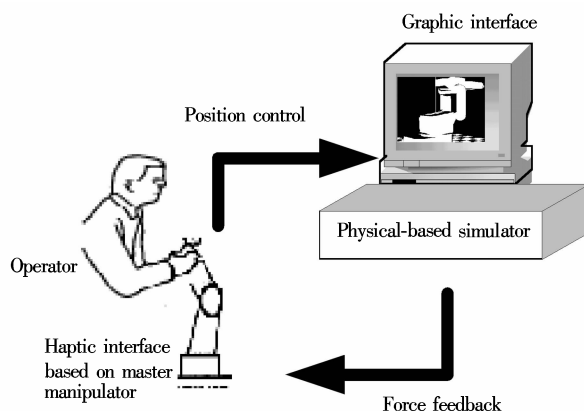 Graphic interface
Position control
Physical-based simulator
Operator
Haptic interface
based on master
manipulator
Force feedback